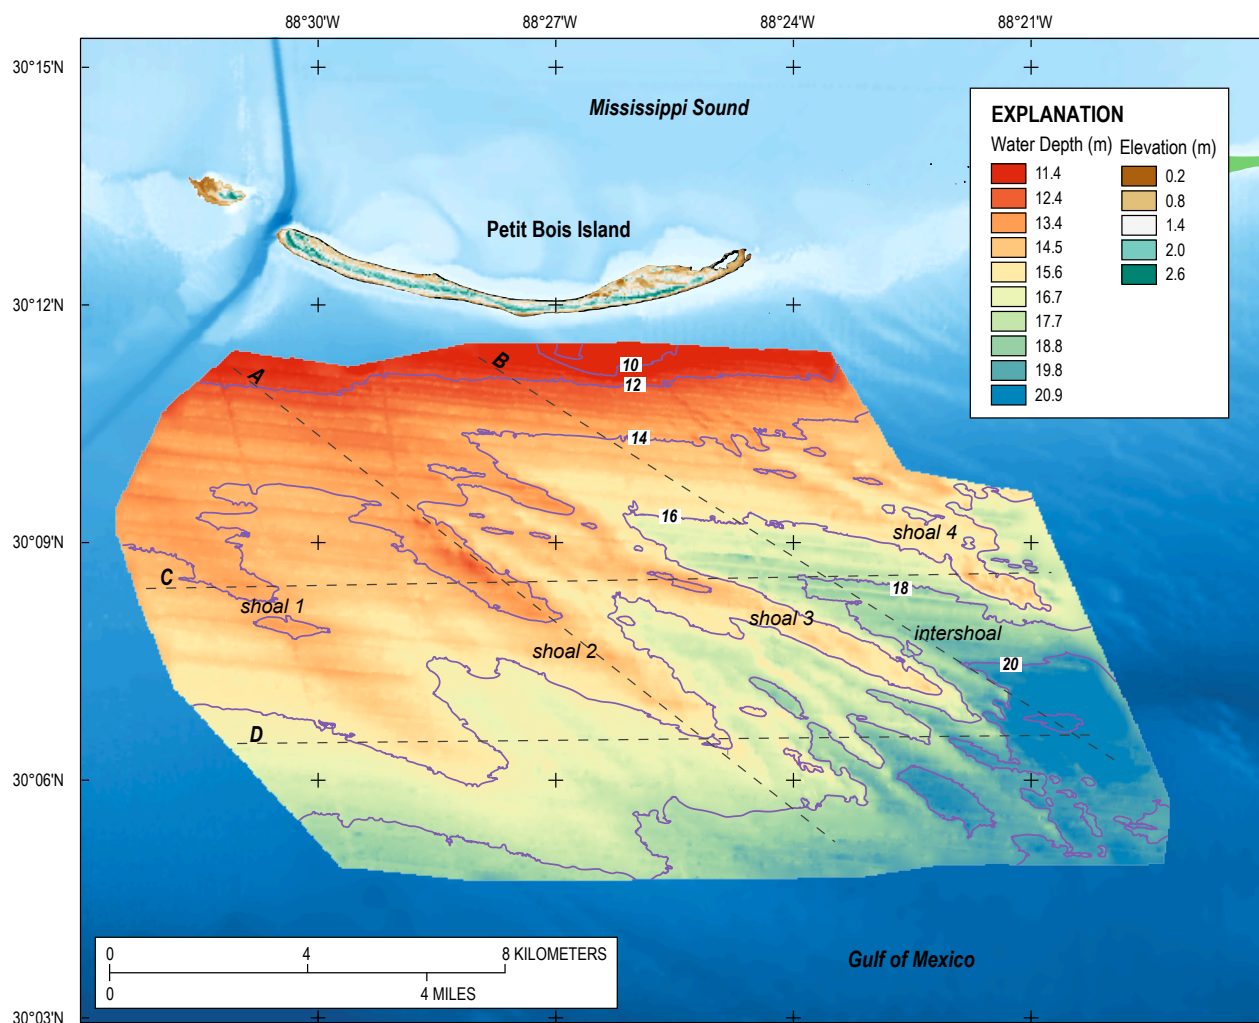 88°30'W 88°27'W 88°24'W 88°21'W
30°15'N
Mississippi Sound
EXPLANATION
Water Depth (m) Elevation (m)
11.4 0.2
12.4 0.8
13.4 1.4
14.5 2.0
15.6 2.6
16.7
17.7
18.8
19.8
20.9
Petit Bois Island
30°12'N
A
B
10
12
14
16
30°09'N
shoal 4
C
18
shoal 1
shoal 3
intershoal
shoal 2
20
D
30°06'N
0 4 8 KILOMETERS
0 4 MILES
Gulf of Mexico
30°03'N